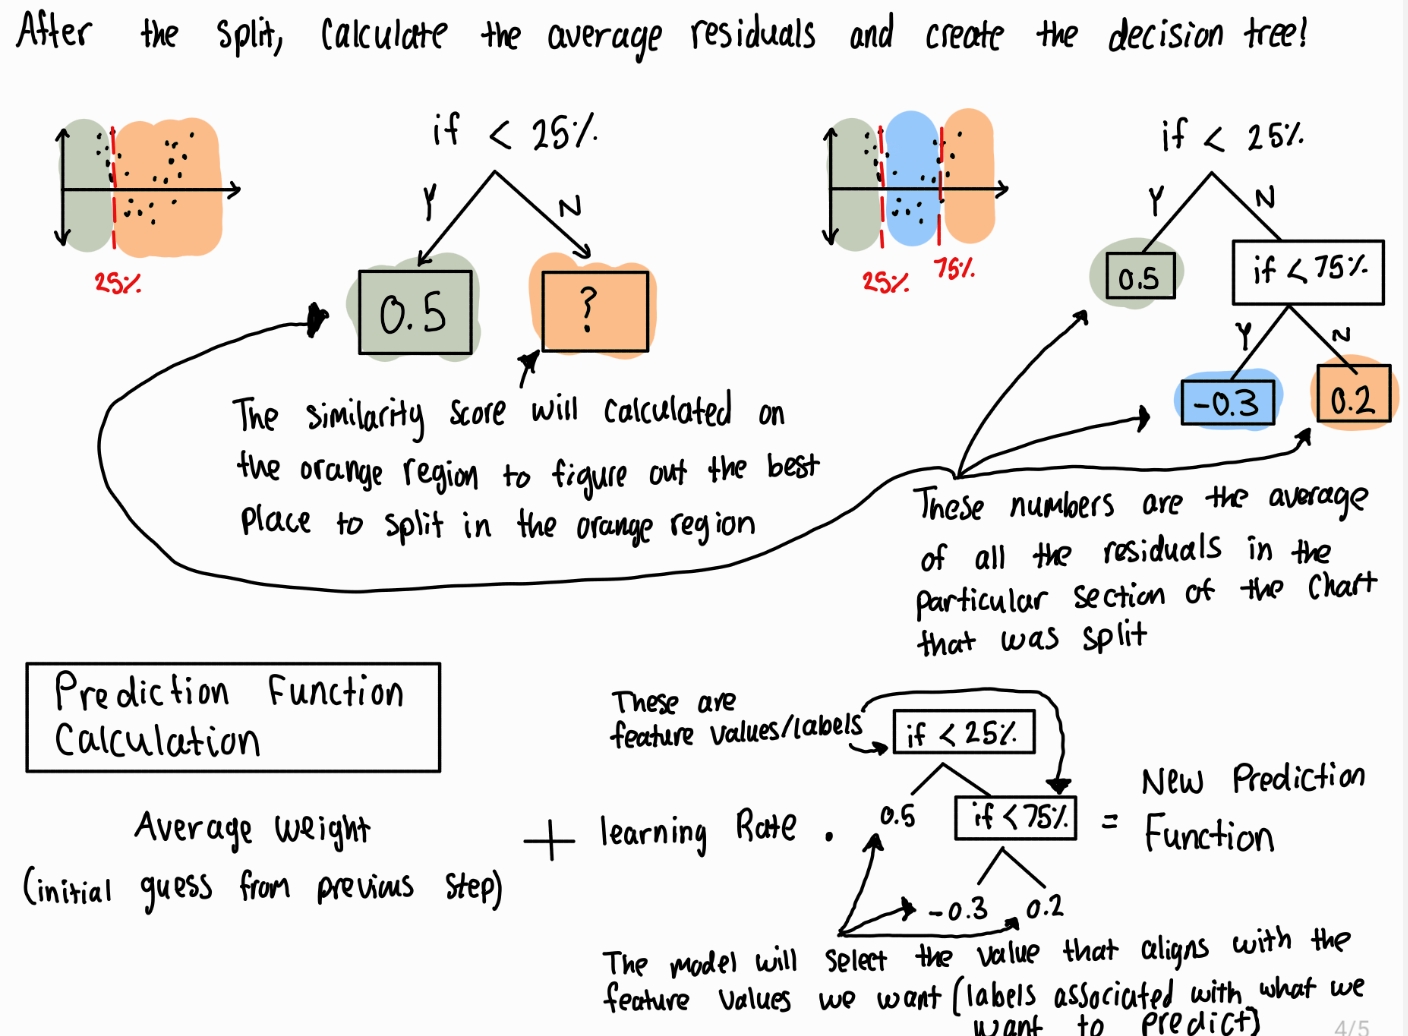 After the split, calculate the average residuals and create the decision tree!
25%
if < 25%
Y
N
0.5
?
The similarity score will calculated on
the orange region to figure out the best
place to split in the orange region
25%
75%
if < 25%
Y
N
0.5
if < 75%
Y
N
-0.3
0.2
These numbers are the average
of all the residuals in the
particular section of the chart
that was split
Prediction Function
Calculation
Average weight
(initial guess from previous step)
+
learning Rate .
These are
feature values/labels
if < 25%
0.5
if < 75%
-0.3
0.2
= New Prediction
Function
The model will select the value that aligns with the
feature values we want (labels associated with what we
want to predict)
4/5